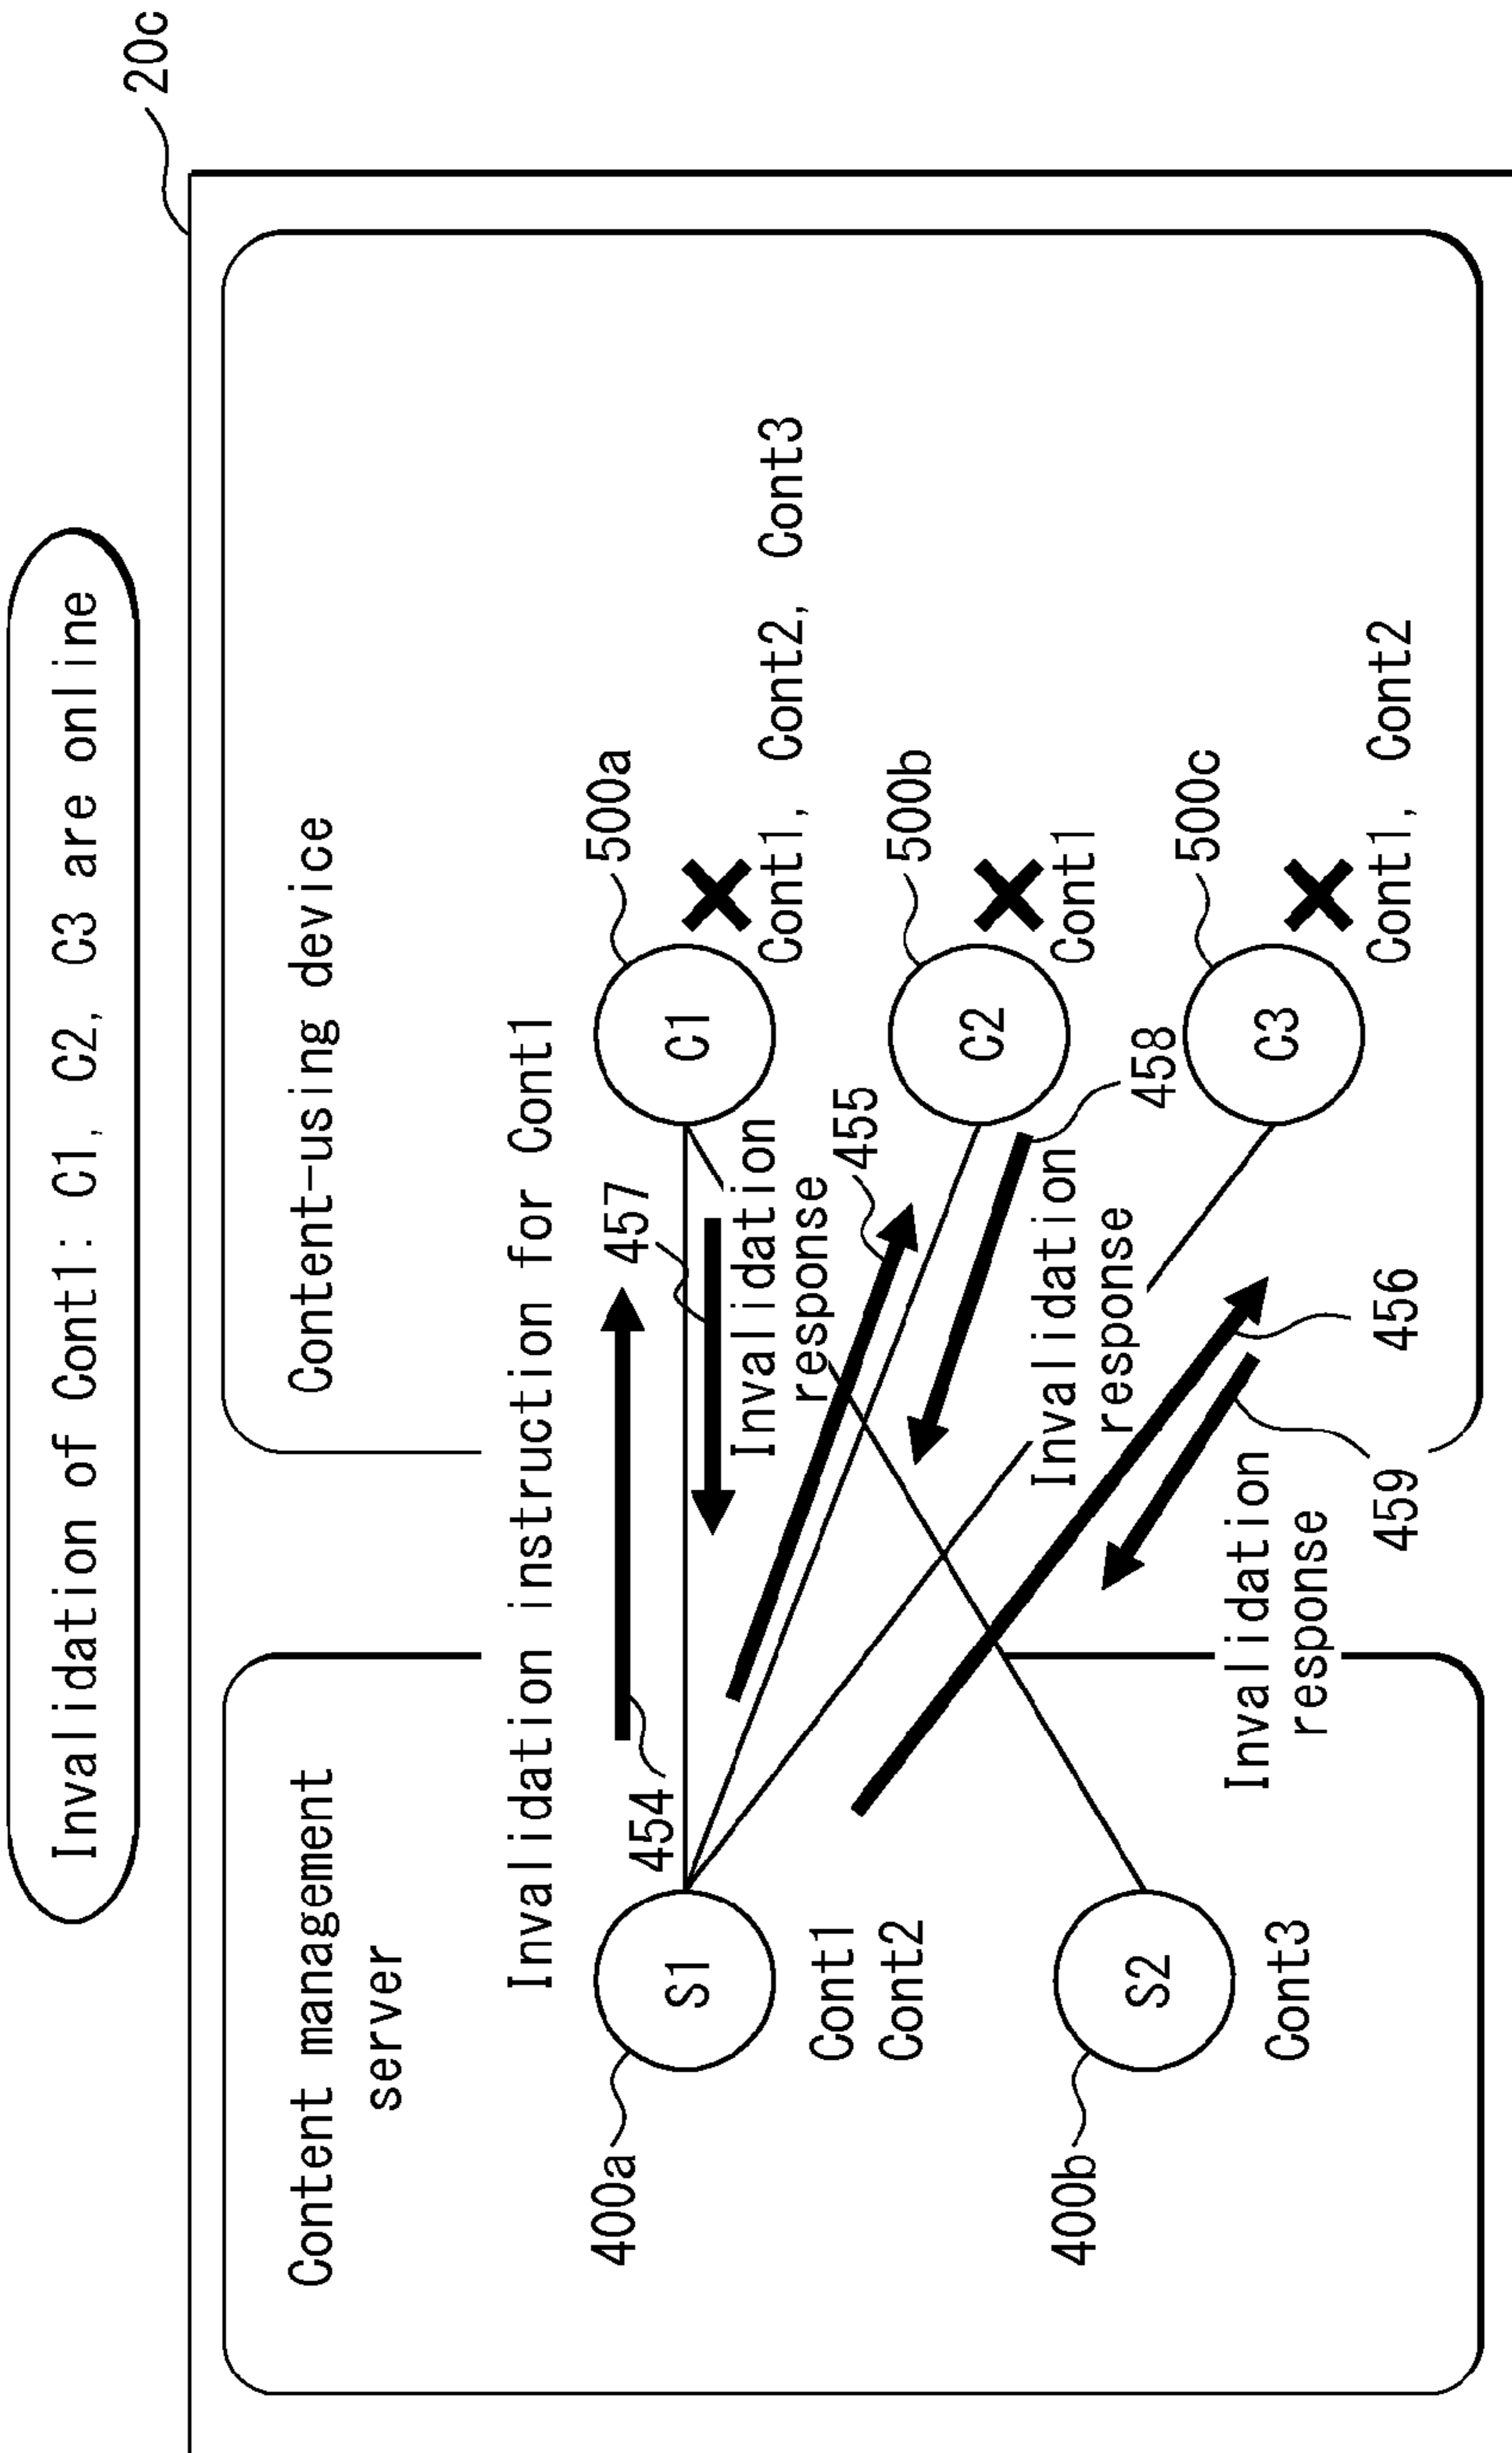 Invalidation of Cont1: C1, C2, C3 are online
20c
Content management
server
Content-using device
Invalidation instruction for Cont1
400a
S1
454
457
C1
500a
Invalidation
response
Cont1, Cont2, Cont3
Cont1
Cont2
455
C2
500b
Cont1
Invalidation
response
458
400b
S2
Cont3
C3
500c
Cont1, Cont2
Invalidation
response
459
456